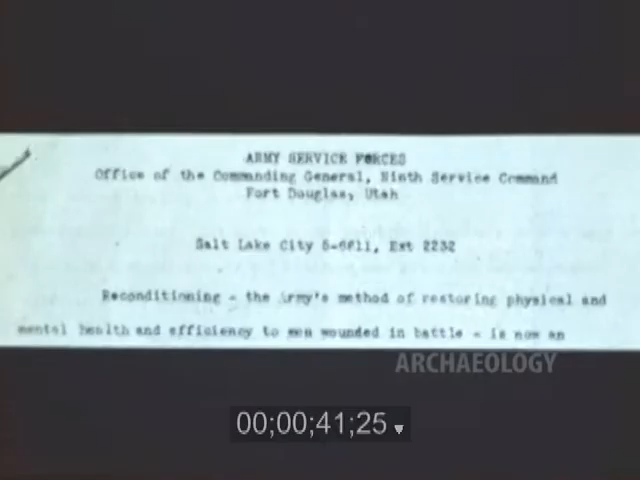 ARMY SERVICE FORCES
Office of the Commanding General, Ninth Service Command
Fort Douglas, Utah
Salt Lake City 5-6611, Ext 2232
Reconditioning - the Army's method of restoring physical and
mental health and efficiency to men wounded in battle - is now an
ARCHAEOLOGY
00;00;41;25